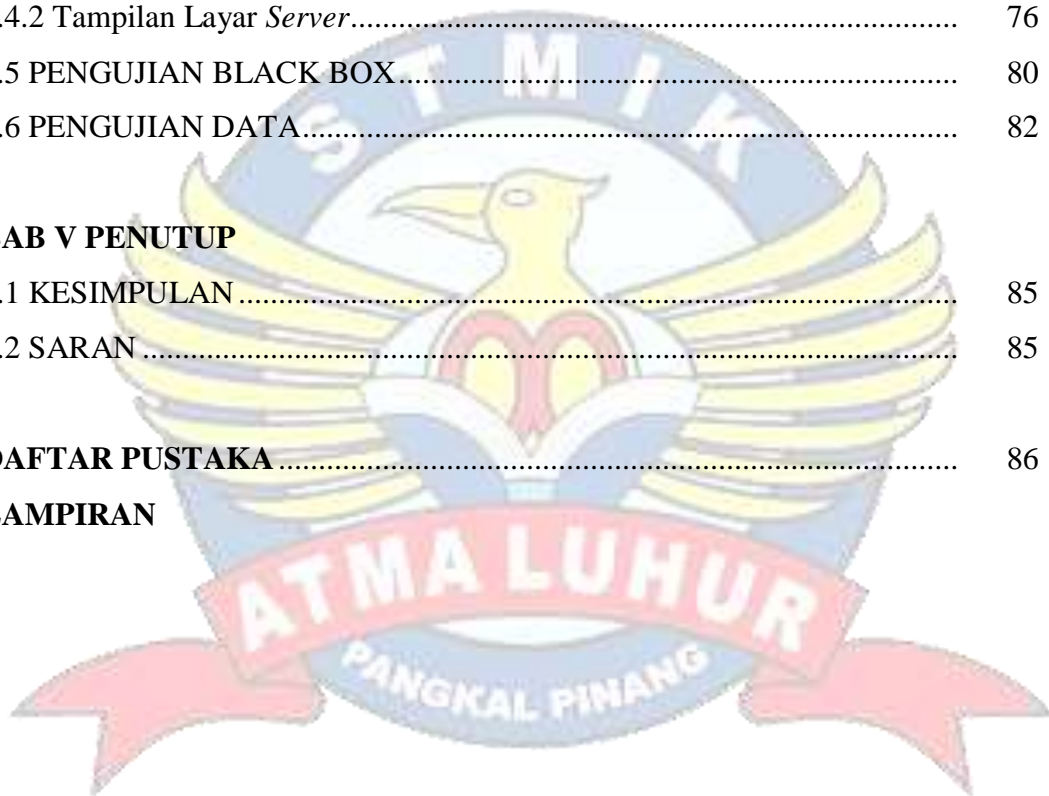 .4.2 Tampilan Layar Server........................................................................... 76
.5 PENGUJIAN BLACK BOX..................................................................... 80
.6 PENGUJIAN DATA................................................................................. 82
AB V PENUTUP
.1 KESIMPULAN.......................................................................................... 85
.2 SARAN...................................................................................................... 85
DAFTAR PUSTAKA.................................................................................... 86
LAMPIRAN
STMIK
ATMA LUHUR
PANGKAL PINANG